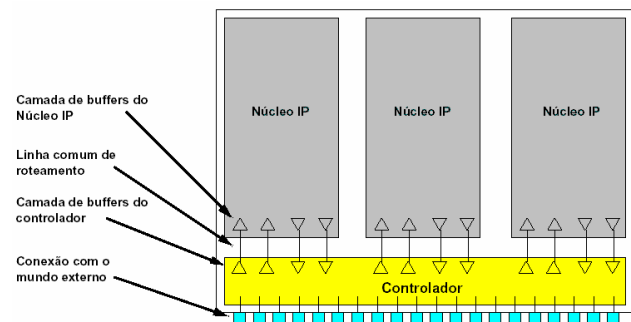 Camada de buffers do
Núcleo IP
Linha comum de
roteamento
Camada de buffers do
controlador
Conexão com o
mundo externo
Núcleo IP
Núcleo IP
Núcleo IP
Controlador